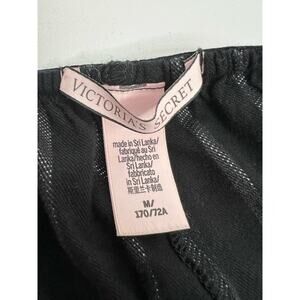 VICTORIA'S SECRET
made in Sri Lanka/
fabriqué au Sri
Lanka/hecho en
Sri Lanka/
fabricado in
Sri Lanka
斯里兰卡制造
M/
170/72A